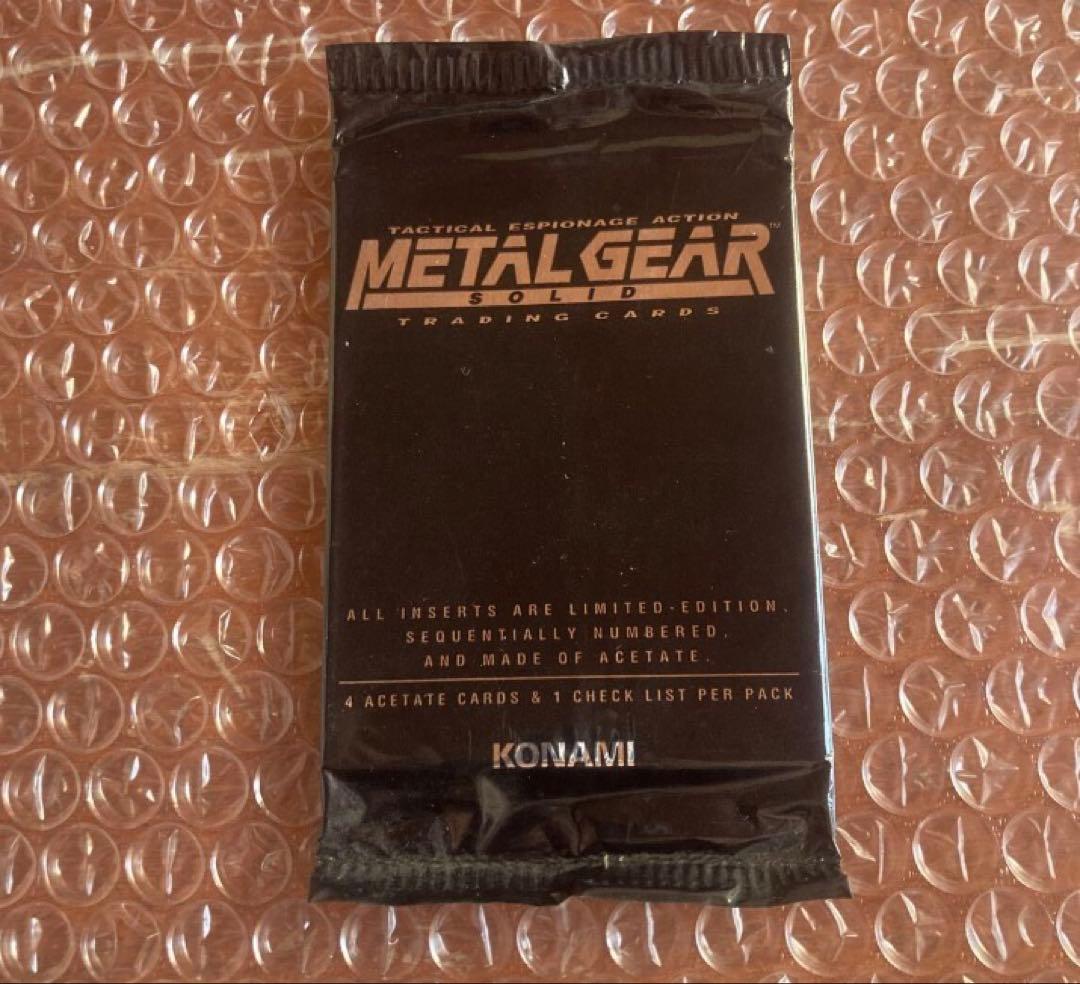 TACTICAL ESPIONAGE ACTION
METAL GEAR™
SOLID
TRADING CARDS
ALL INSERTS ARE LIMITED-EDITION,
SEQUENTIALLY NUMBERED,
AND MADE OF ACETATE.
4 ACETATE CARDS & 1 CHECK LIST PER PACK
KONAMI